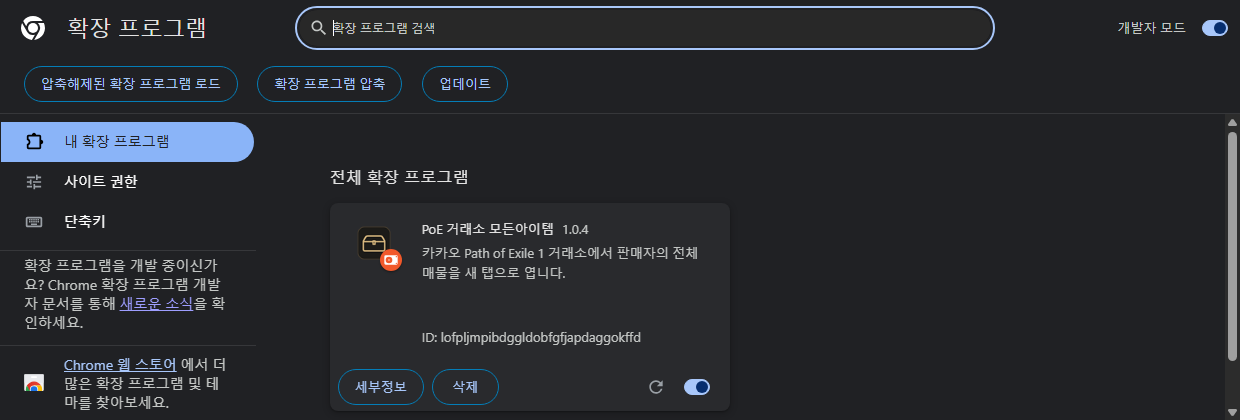 확장 프로그램
확장 프로그램 검색
개발자 모드
압축해제된 확장 프로그램 로드
확장 프로그램 압축
업데이트
내 확장 프로그램
사이트 권한
단축키
확장 프로그램을 개발 중이신가
요? Chrome 확장 프로그램 개발
자 문서를 통해 새로운 소식을 확
인하세요.
Chrome 웹 스토어 에서 더
많은 확장 프로그램 및 테
마를 찾아보세요.
전체 확장 프로그램
PoE 거래소 모든아이템 1.0.4
카카오 Path of Exile 1 거래소에서 판매자의 전체
매물을 새 탭으로 엽니다.
ID: lofpljmpibdggldobfgfjapdaggokffd
세부정보
삭제